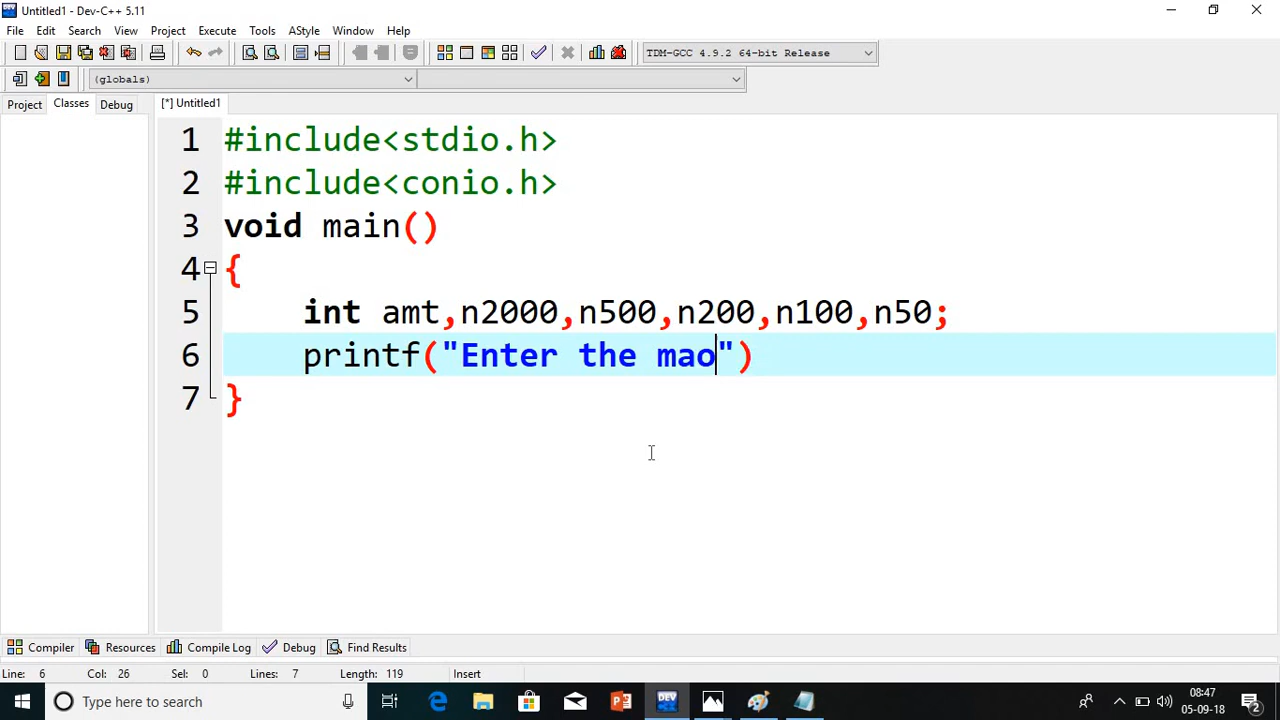 Untitled1 - Dev-C++ 5.11
File Edit Search View Project Execute Tools AStyle Window Help
TDM-GCC 4.9.2 64-bit Release
(globals)
Project Classes Debug [*] Untitled1
1 #include<stdio.h>
2 #include<conio.h>
3 void main()
4 {
5 int amt,n2000,n500,n200,n100,n50;
6 printf("Enter the mao")
7 }
Compiler Resources Compile Log Debug Find Results
Line: 6 Col: 26 Sel: 0 Lines: 7 Length: 119 Insert
Type here to search
DEV
08:47
05-09-18
2